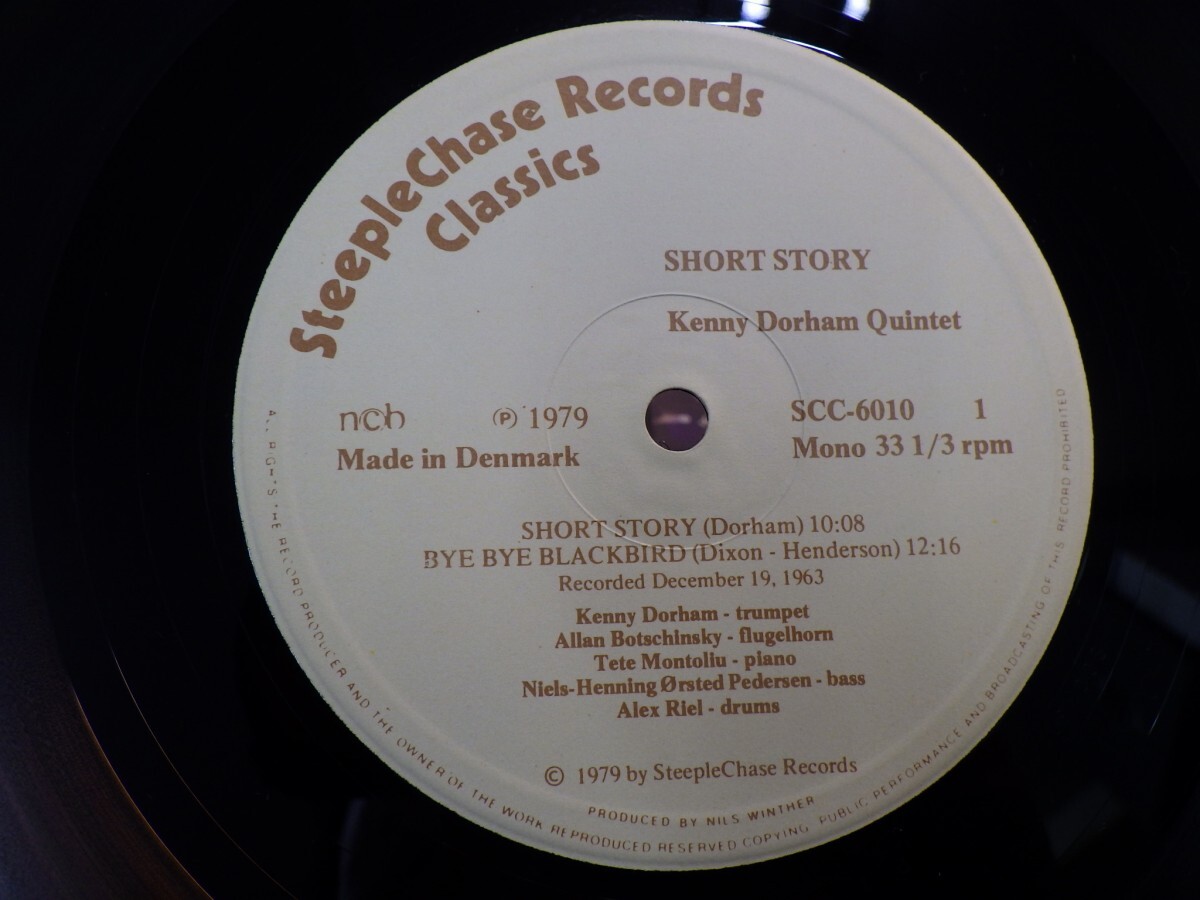 SteepleChase Records
Classics
SHORT STORY
Kenny Dorham Quintet
ncb ℗ 1979
SCC-6010 1
Made in Denmark
Mono 33 1/3 rpm
SHORT STORY (Dorham) 10:08
BYE BYE BLACKBIRD (Dixon - Henderson) 12:16
Recorded December 19, 1963
Kenny Dorham - trumpet
Allan Botschinsky - flugelhorn
Tete Montoliu - piano
Niels-Henning Ørsted Pedersen - bass
Alex Riel - drums
© 1979 by SteepleChase Records
PRODUCED BY NILS WINTHER
RIGHTS THE RECORD PRODUCER AND THE OWNER OF THE WORK REPRODUCED RESERVED COPYING, PUBLIC, PERFORMANCE AND BROADCASTING OF THIS RECORD PROHIBITED